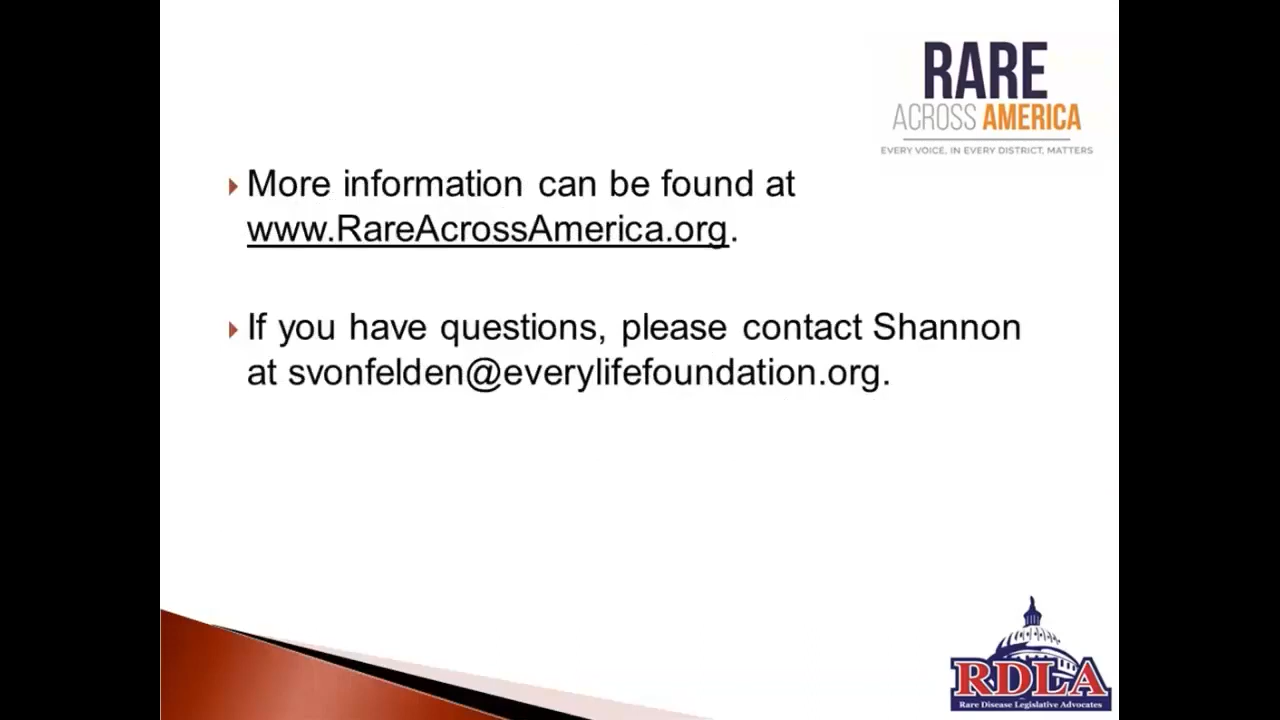 RARE
ACROSS AMERICA
EVERY VOICE, IN EVERY DISTRICT, MATTERS
More information can be found at
www.RareAcrossAmerica.org.
If you have questions, please contact Shannon
at svonfelden@everylifefoundation.org.
RDLA
Rare Disease Legislative Advocates